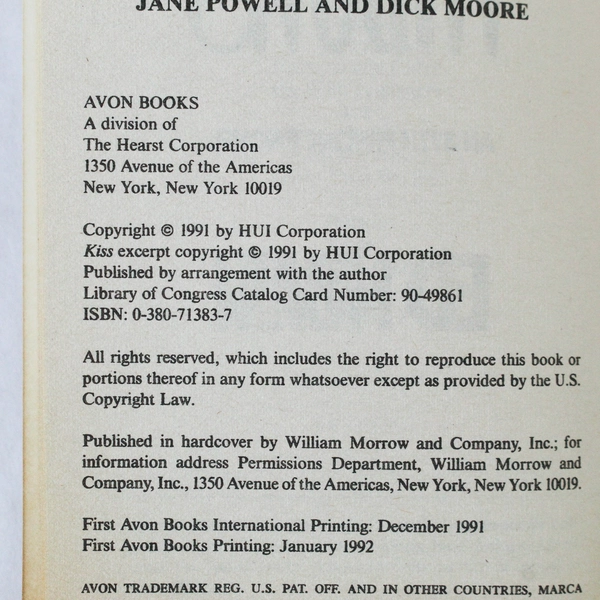 JANE POWELL AND DICK MOORE
AVON BOOKS
A division of
The Hearst Corporation
1350 Avenue of the Americas
New York, New York 10019
Copyright © 1991 by HUI Corporation
Kiss excerpt copyright © 1991 by HUI Corporation
Published by arrangement with the author
Library of Congress Catalog Card Number: 90-49861
ISBN: 0-380-71383-7
All rights reserved, which includes the right to reproduce this book or
portions thereof in any form whatsoever except as provided by the U.S.
Copyright Law.
Published in hardcover by William Morrow and Company, Inc.; for
information address Permissions Department, William Morrow and
Company, Inc., 1350 Avenue of the Americas, New York, New York 10019.
First Avon Books International Printing: December 1991
First Avon Books Printing: January 1992
AVON TRADEMARK REG. U.S. PAT. OFF. AND IN OTHER COUNTRIES, MARCA